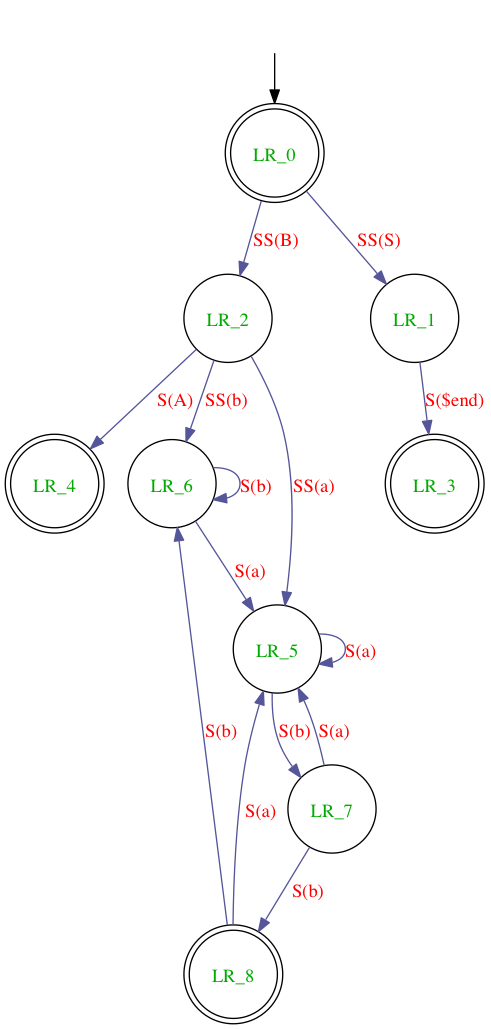 LR_0
SS(B)
SS(S)
LR_2
LR_1
S(A)
SS(b)
S($end)
LR_4
LR_6
S(b)
SS(a)
LR_3
S(a)
LR_5
S(a)
S(b)
S(b)
S(a)
S(a)
LR_7
S(b)
LR_8